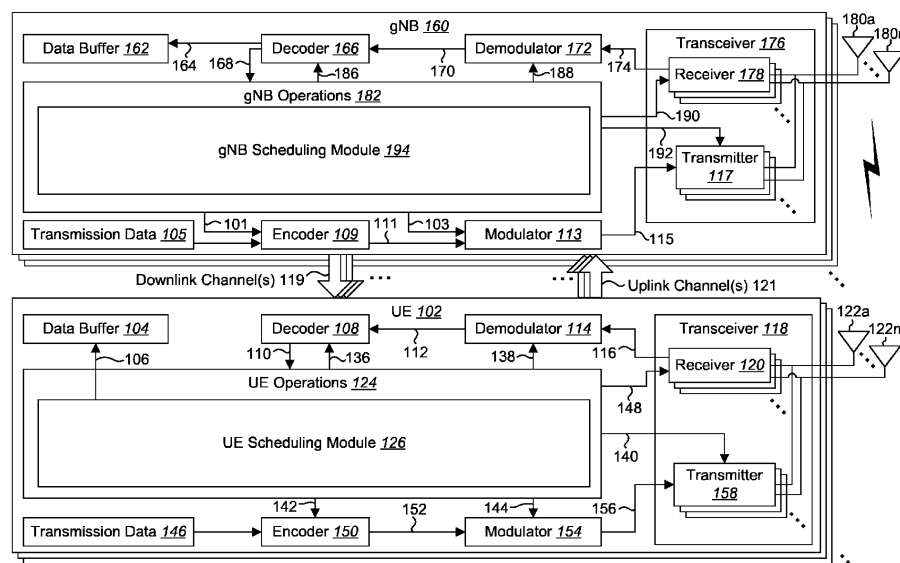 gNB 160
180a
180n
Data Buffer 162
Decoder 166
Demodulator 172
Transceiver 176
164
168
186
170
188
174
Receiver 178
gNB Operations 182
190
192
gNB Scheduling Module 194
Transmitter
117
101
111
103
Transmission Data
105
Encoder 109
Modulator 113
115
Downlink Channel(s) 119
Uplink Channel(s) 121
UE 102
122a
122n
Data Buffer 104
Decoder 108
Demodulator 114
Transceiver 118
106
110
136
112
138
116
Receiver 120
UE Operations 124
148
UE Scheduling Module 126
140
Transmitter
158
142
152
144
156
Transmission Data 146
Encoder 150
Modulator 154